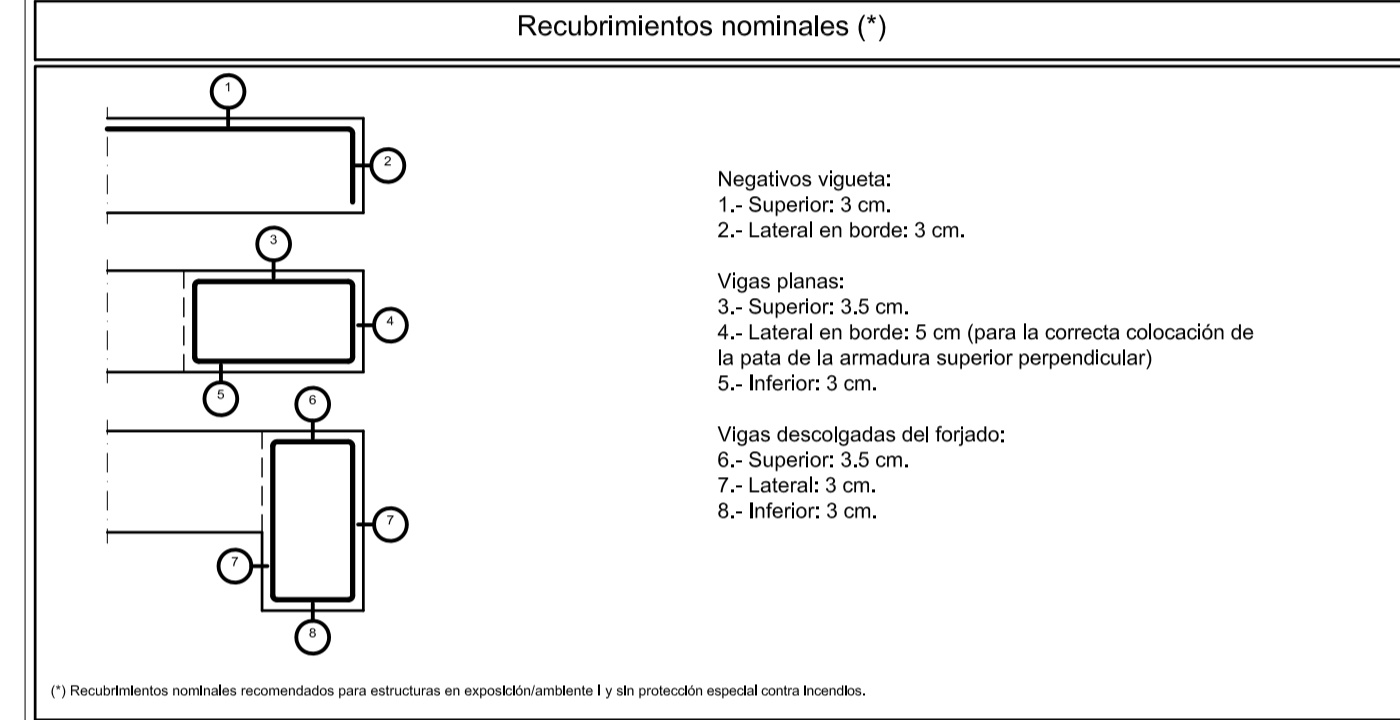 Recubrimientos nominales (*)
1
2
3
4
5
6
7
7
8
Negativos vigueta:
1.- Superior: 3 cm.
2.- Lateral en borde: 3 cm.
Vigas planas:
3.- Superior: 3.5 cm.
4.- Lateral en borde: 5 cm (para la correcta colocación de
la pata de la armadura superior perpendicular)
5.- Inferior: 3 cm.
Vigas descolgadas del forjado:
6.- Superior: 3.5 cm.
7.- Lateral: 3 cm.
8.- Inferior: 3 cm.
(*) Recubrimientos nominales recomendados para estructuras en exposición/ambiente I y sin protección especial contra incendios.